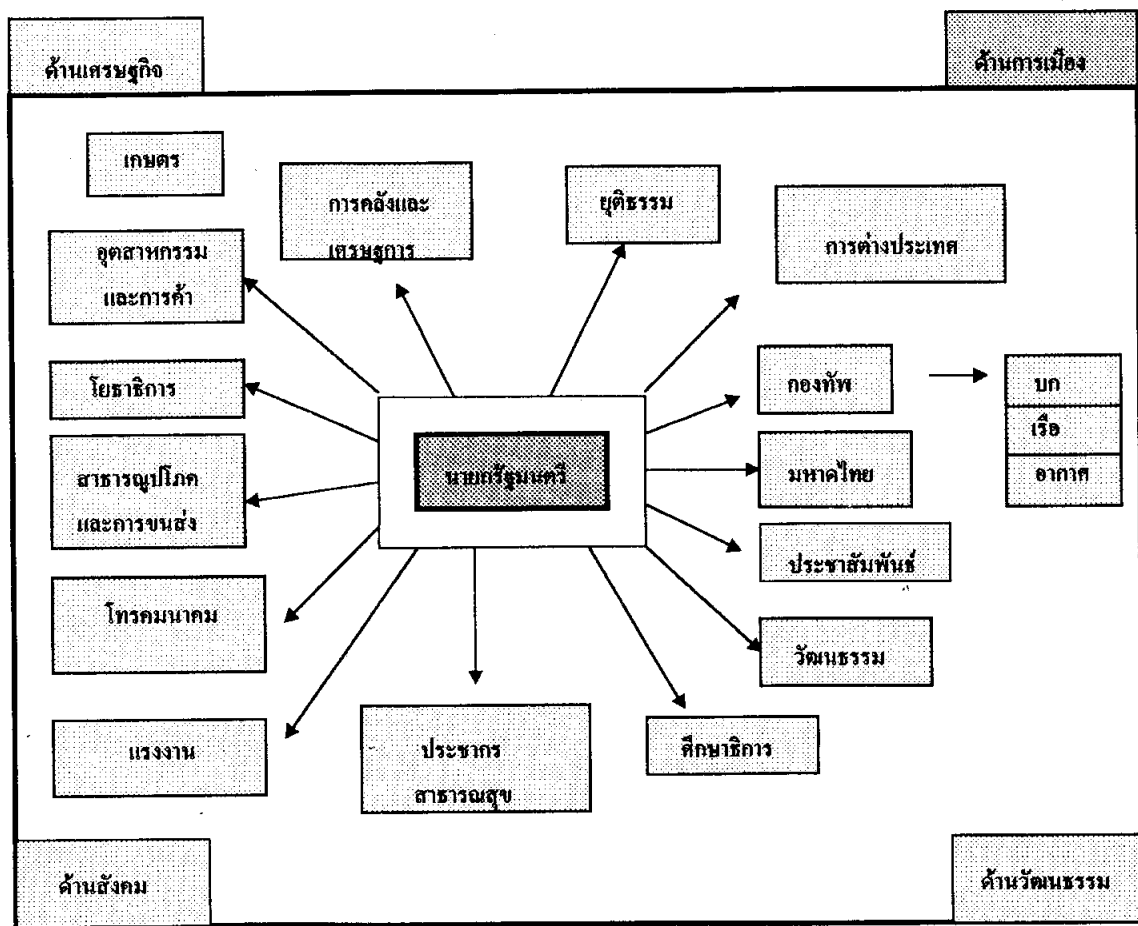 ด้านเศรษฐกิจ
ด้านการเมือง
เกษตร
การคลังและ
เศรษฐการ
ยุติธรรม
การต่างประเทศ
อุตสาหกรรม
และการค้า
โยธาธิการ
กองทัพ
บก
เรือ
อากาศ
สาธารณูปโภค
และการขนส่ง
นายกรัฐมนตรี
มหาดไทย
ประชาสัมพันธ์
โทรคมนาคม
วัฒนธรรม
แรงงาน
ประชากร
สาธารณสุข
ศึกษาธิการ
ด้านสังคม
ด้านวัฒนธรรม